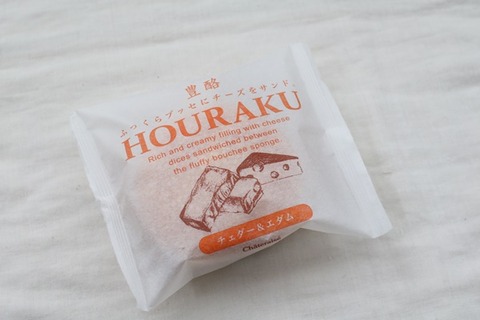 豊酪
ふっくらブッセにチーズをサンド
HOURAKU
Rich and creamy filling with cheese
dices sandwiched between
the fluffy bouchee sponge.
チェダー&エダム
Châteraisé